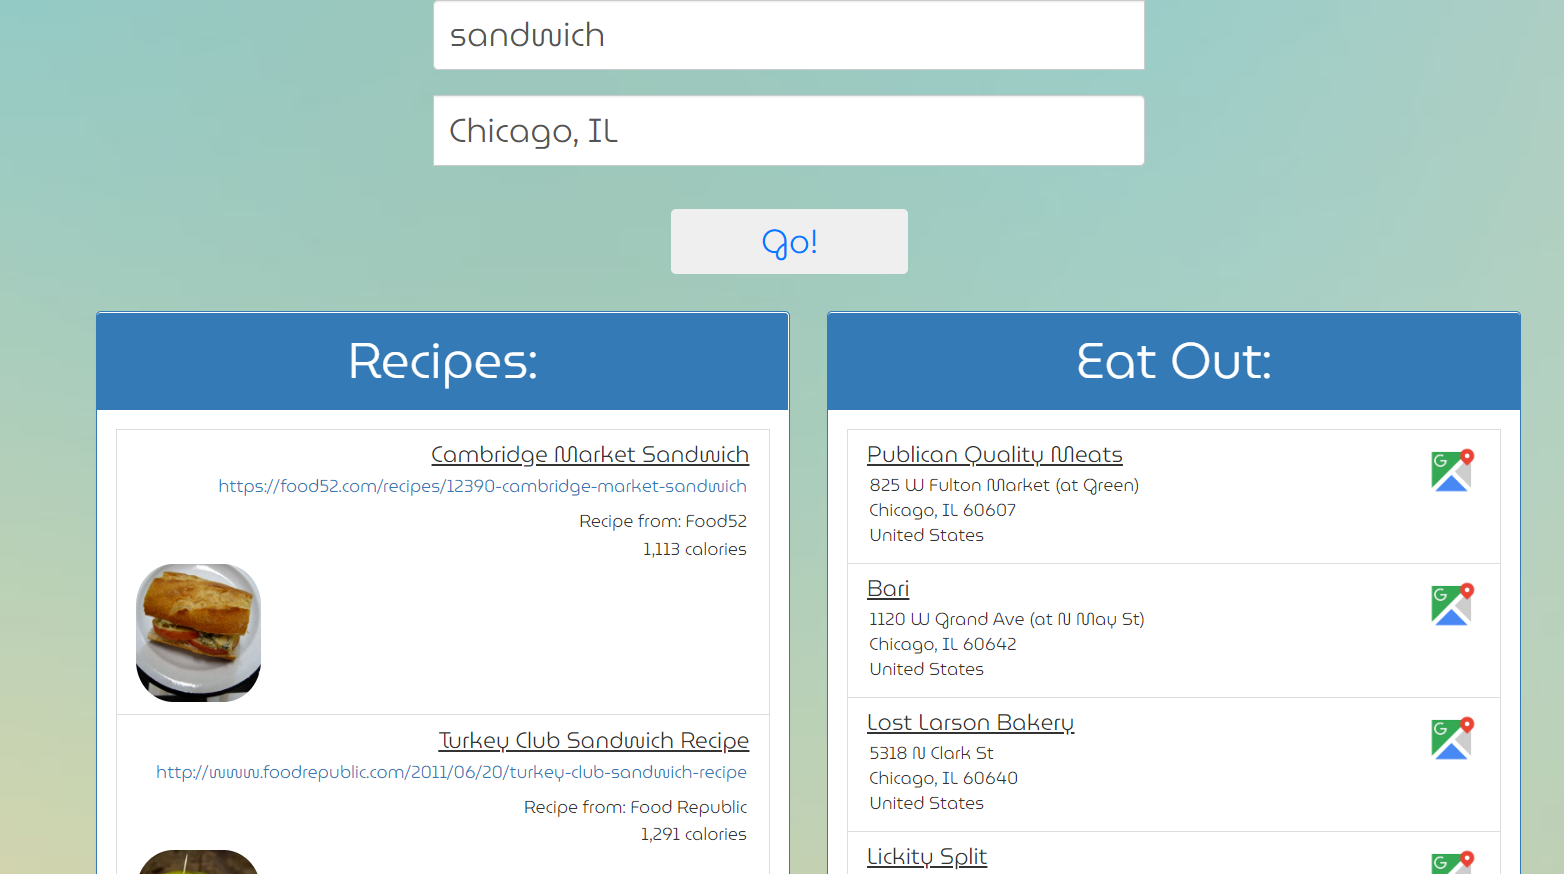 sandwich
Chicago, IL
Go!
Recipes:
Cambridge Market Sandwich
https://food52.com/recipes/12390-cambridge-market-sandwich
Recipe from: Food52
1,113 calories
Turkey Club Sandwich Recipe
http://www.foodrepublic.com/2011/06/20/turkey-club-sandwich-recipe
Recipe from: Food Republic
1,291 calories
Eat Out:
Publican Quality Meats
825 W Fulton Market (at Green)
Chicago, IL 60607
United States
G
Bari
1120 W Grand Ave (at N May St)
Chicago, IL 60642
United States
G
Lost Larson Bakery
5318 N Clark St
Chicago, IL 60640
United States
G
Lickity Split
G